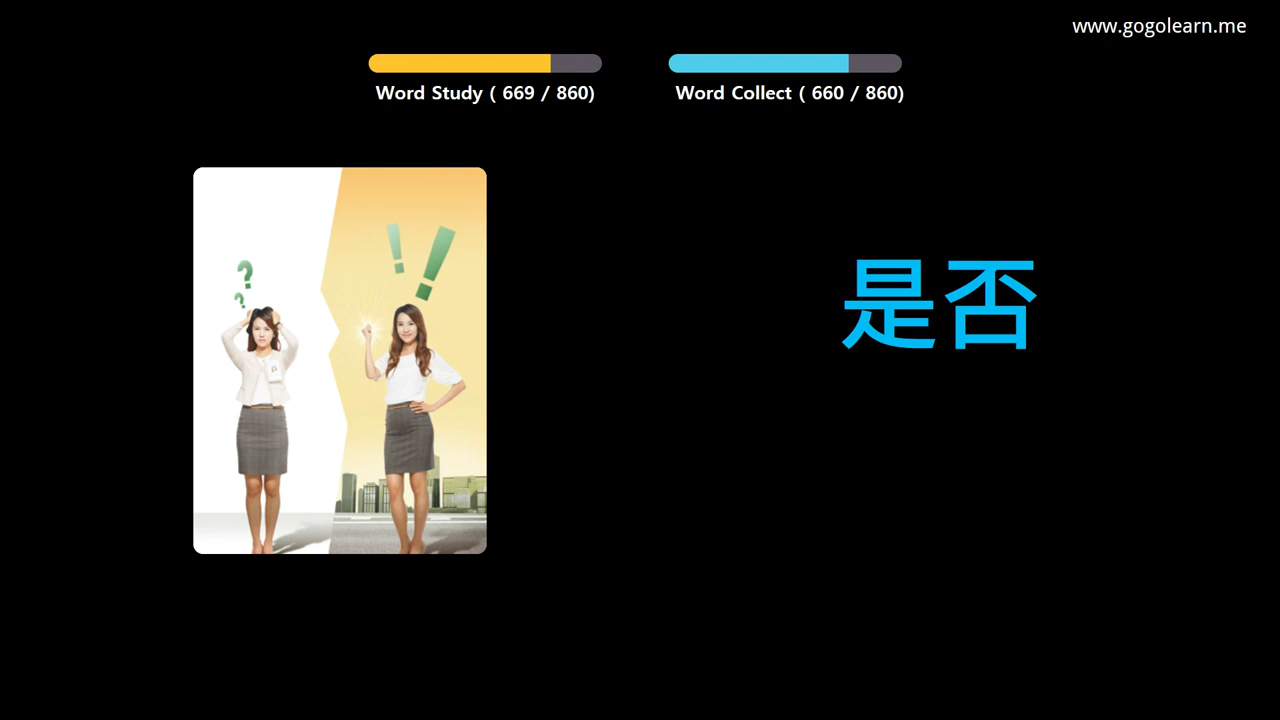 www.gogolearn.me
Word Study ( 669 / 860)
Word Collect ( 660 / 860)
? ?
! !
是否